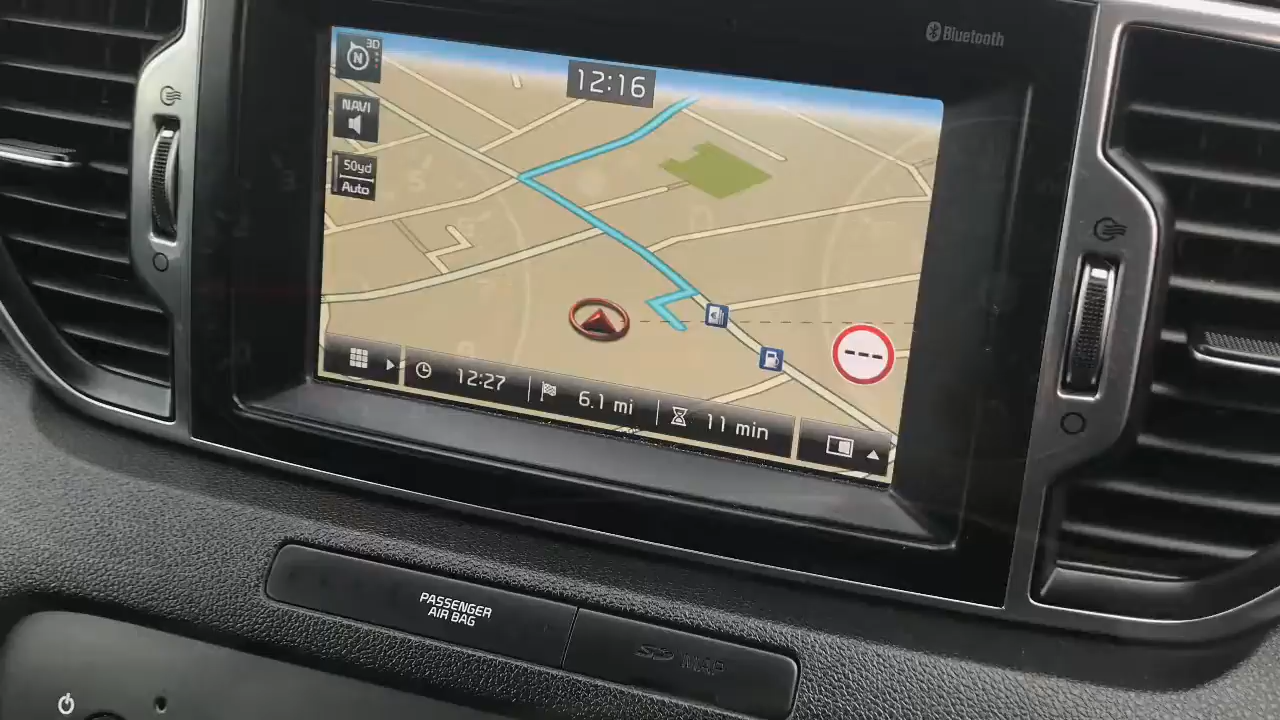 Bluetooth
3D
N
12:16
NAVI
50yd
Auto
12:27
6.1 mi
11 min
PASSENGER
AIR BAG
SD MAP